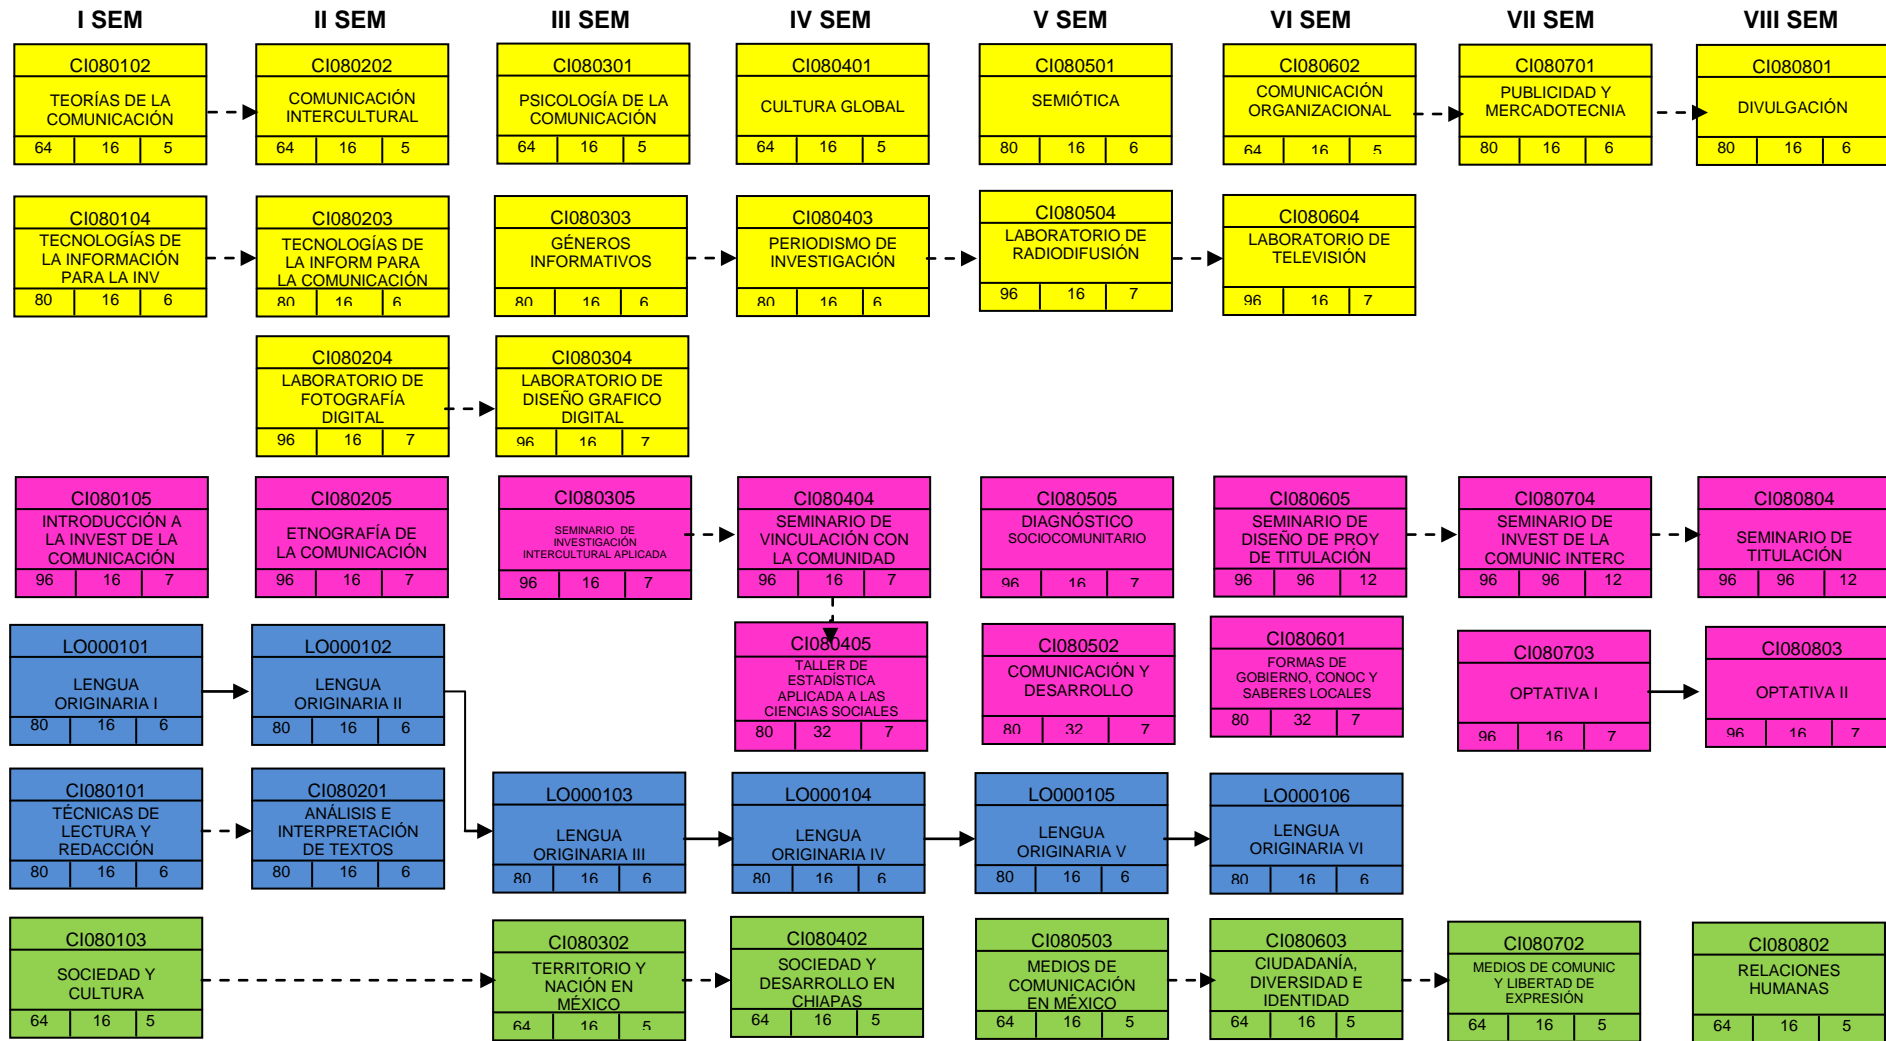 I SEM
II SEM
III SEM
IV SEM
V SEM
VI SEM
VII SEM
VIII SEM
CI080102
TEORÍAS DE LA
COMUNICACIÓN
64 16 5
CI080202
COMUNICACIÓN
INTERCULTURAL
64 16 5
CI080301
PSICOLOGÍA DE LA
COMUNICACIÓN
64 16 5
CI080401
CULTURA GLOBAL
64 16 5
CI080501
SEMIÓTICA
80 16 6
CI080602
COMUNICACIÓN
ORGANIZACIONAL
64 16 5
CI080701
PUBLICIDAD Y
MERCADOTECNIA
80 16 6
CI080801
DIVULGACIÓN
80 16 6
CI080104
TECNOLOGÍAS DE
LA INFORMACIÓN
PARA LA INV
80 16 6
CI080203
TECNOLOGÍAS DE
LA INFORM PARA
LA COMUNICACIÓN
80 16 6
CI080303
GÉNEROS
INFORMATIVOS
80 16 6
CI080403
PERIODISMO DE
INVESTIGACIÓN
80 16 6
CI080504
LABORATORIO DE
RADIODIFUSIÓN
96 16 7
CI080604
LABORATORIO DE
TELEVISIÓN
96 16 7
CI080204
LABORATORIO DE
FOTOGRAFÍA
DIGITAL
96 16 7
CI080304
LABORATORIO DE
DISEÑO GRAFICO
DIGITAL
96 16 7
CI080105
INTRODUCCIÓN A
LA INVEST DE LA
COMUNICACIÓN
96 16 7
CI080205
ETNOGRAFÍA DE
LA COMUNICACIÓN
96 16 7
CI080305
SEMINARIO DE
INVESTIGACIÓN
INTERCULTURAL APLICADA
96 16 7
CI080404
SEMINARIO DE
VINCULACIÓN CON
LA COMUNIDAD
96 16 7
CI080505
DIAGNÓSTICO
SOCIOCOMUNITARIO
96 16 7
CI080605
SEMINARIO DE
DISEÑO DE PROY
DE TITULACIÓN
96 96 12
CI080704
SEMINARIO DE
INVEST DE LA
COMUNIC INTERC
96 96 12
CI080804
SEMINARIO DE
TITULACIÓN
96 96 12
LO000101
LENGUA
ORIGINARIA I
80 16 6
LO000102
LENGUA
ORIGINARIA II
80 16 6
CI080405
TALLER DE
ESTADÍSTICA
APLICADA A LAS
CIENCIAS SOCIALES
80 32 7
CI080502
COMUNICACIÓN Y
DESARROLLO
80 32 7
CI080601
FORMAS DE
GOBIERNO, CONOC Y
SABERES LOCALES
80 32 7
CI080703
OPTATIVA I
96 16 7
CI080803
OPTATIVA II
96 16 7
CI080101
TÉCNICAS DE
LECTURA Y
REDACCIÓN
80 16 6
CI080201
ANÁLISIS E
INTERPRETACIÓN
DE TEXTOS
80 16 6
LO000103
LENGUA
ORIGINARIA III
80 16 6
LO000104
LENGUA
ORIGINARIA IV
80 16 6
LO000105
LENGUA
ORIGINARIA V
80 16 6
LO000106
LENGUA
ORIGINARIA VI
80 16 6
CI080103
SOCIEDAD Y
CULTURA
64 16 5
CI080302
TERRITORIO Y
NACIÓN EN
MÉXICO
64 16 5
CI080402
SOCIEDAD Y
DESARROLLO EN
CHIAPAS
64 16 5
CI080503
MEDIOS DE
COMUNICACIÓN
EN MÉXICO
64 16 5
CI080603
CIUDADANÍA,
DIVERSIDAD E
IDENTIDAD
64 16 5
CI080702
MEDIOS DE COMUNIC
Y LIBERTAD DE
EXPRESIÓN
64 16 5
CI080802
RELACIONES
HUMANAS
64 16 5